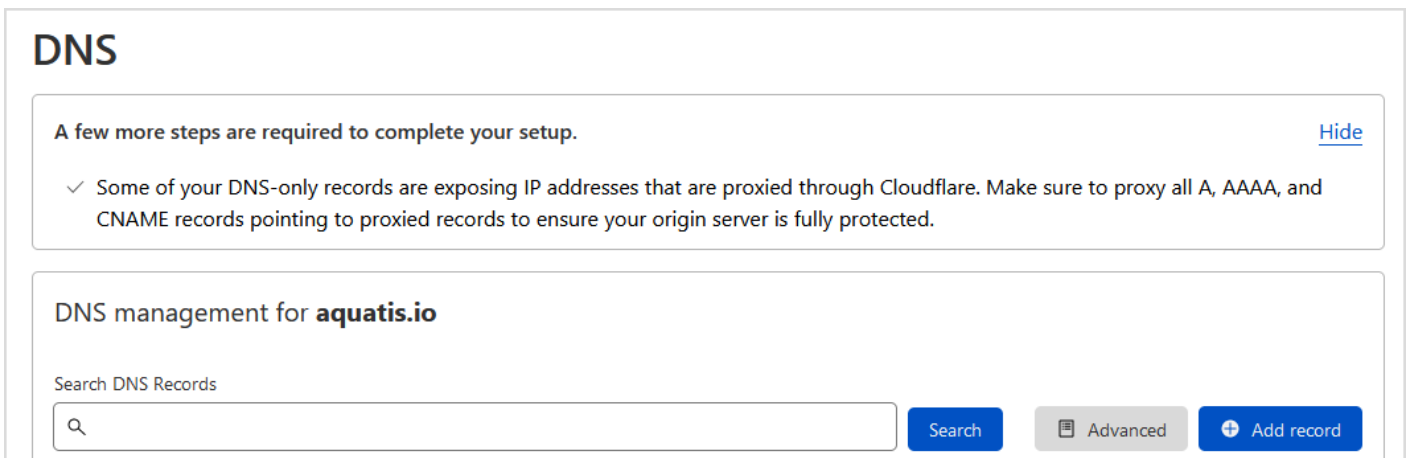 DNS
A few more steps are required to complete your setup.
Hide
Some of your DNS-only records are exposing IP addresses that are proxied through Cloudflare. Make sure to proxy all A, AAAA, and
CNAME records pointing to proxied records to ensure your origin server is fully protected.
DNS management for aquatis.io
Search DNS Records
Search
Advanced
Add record